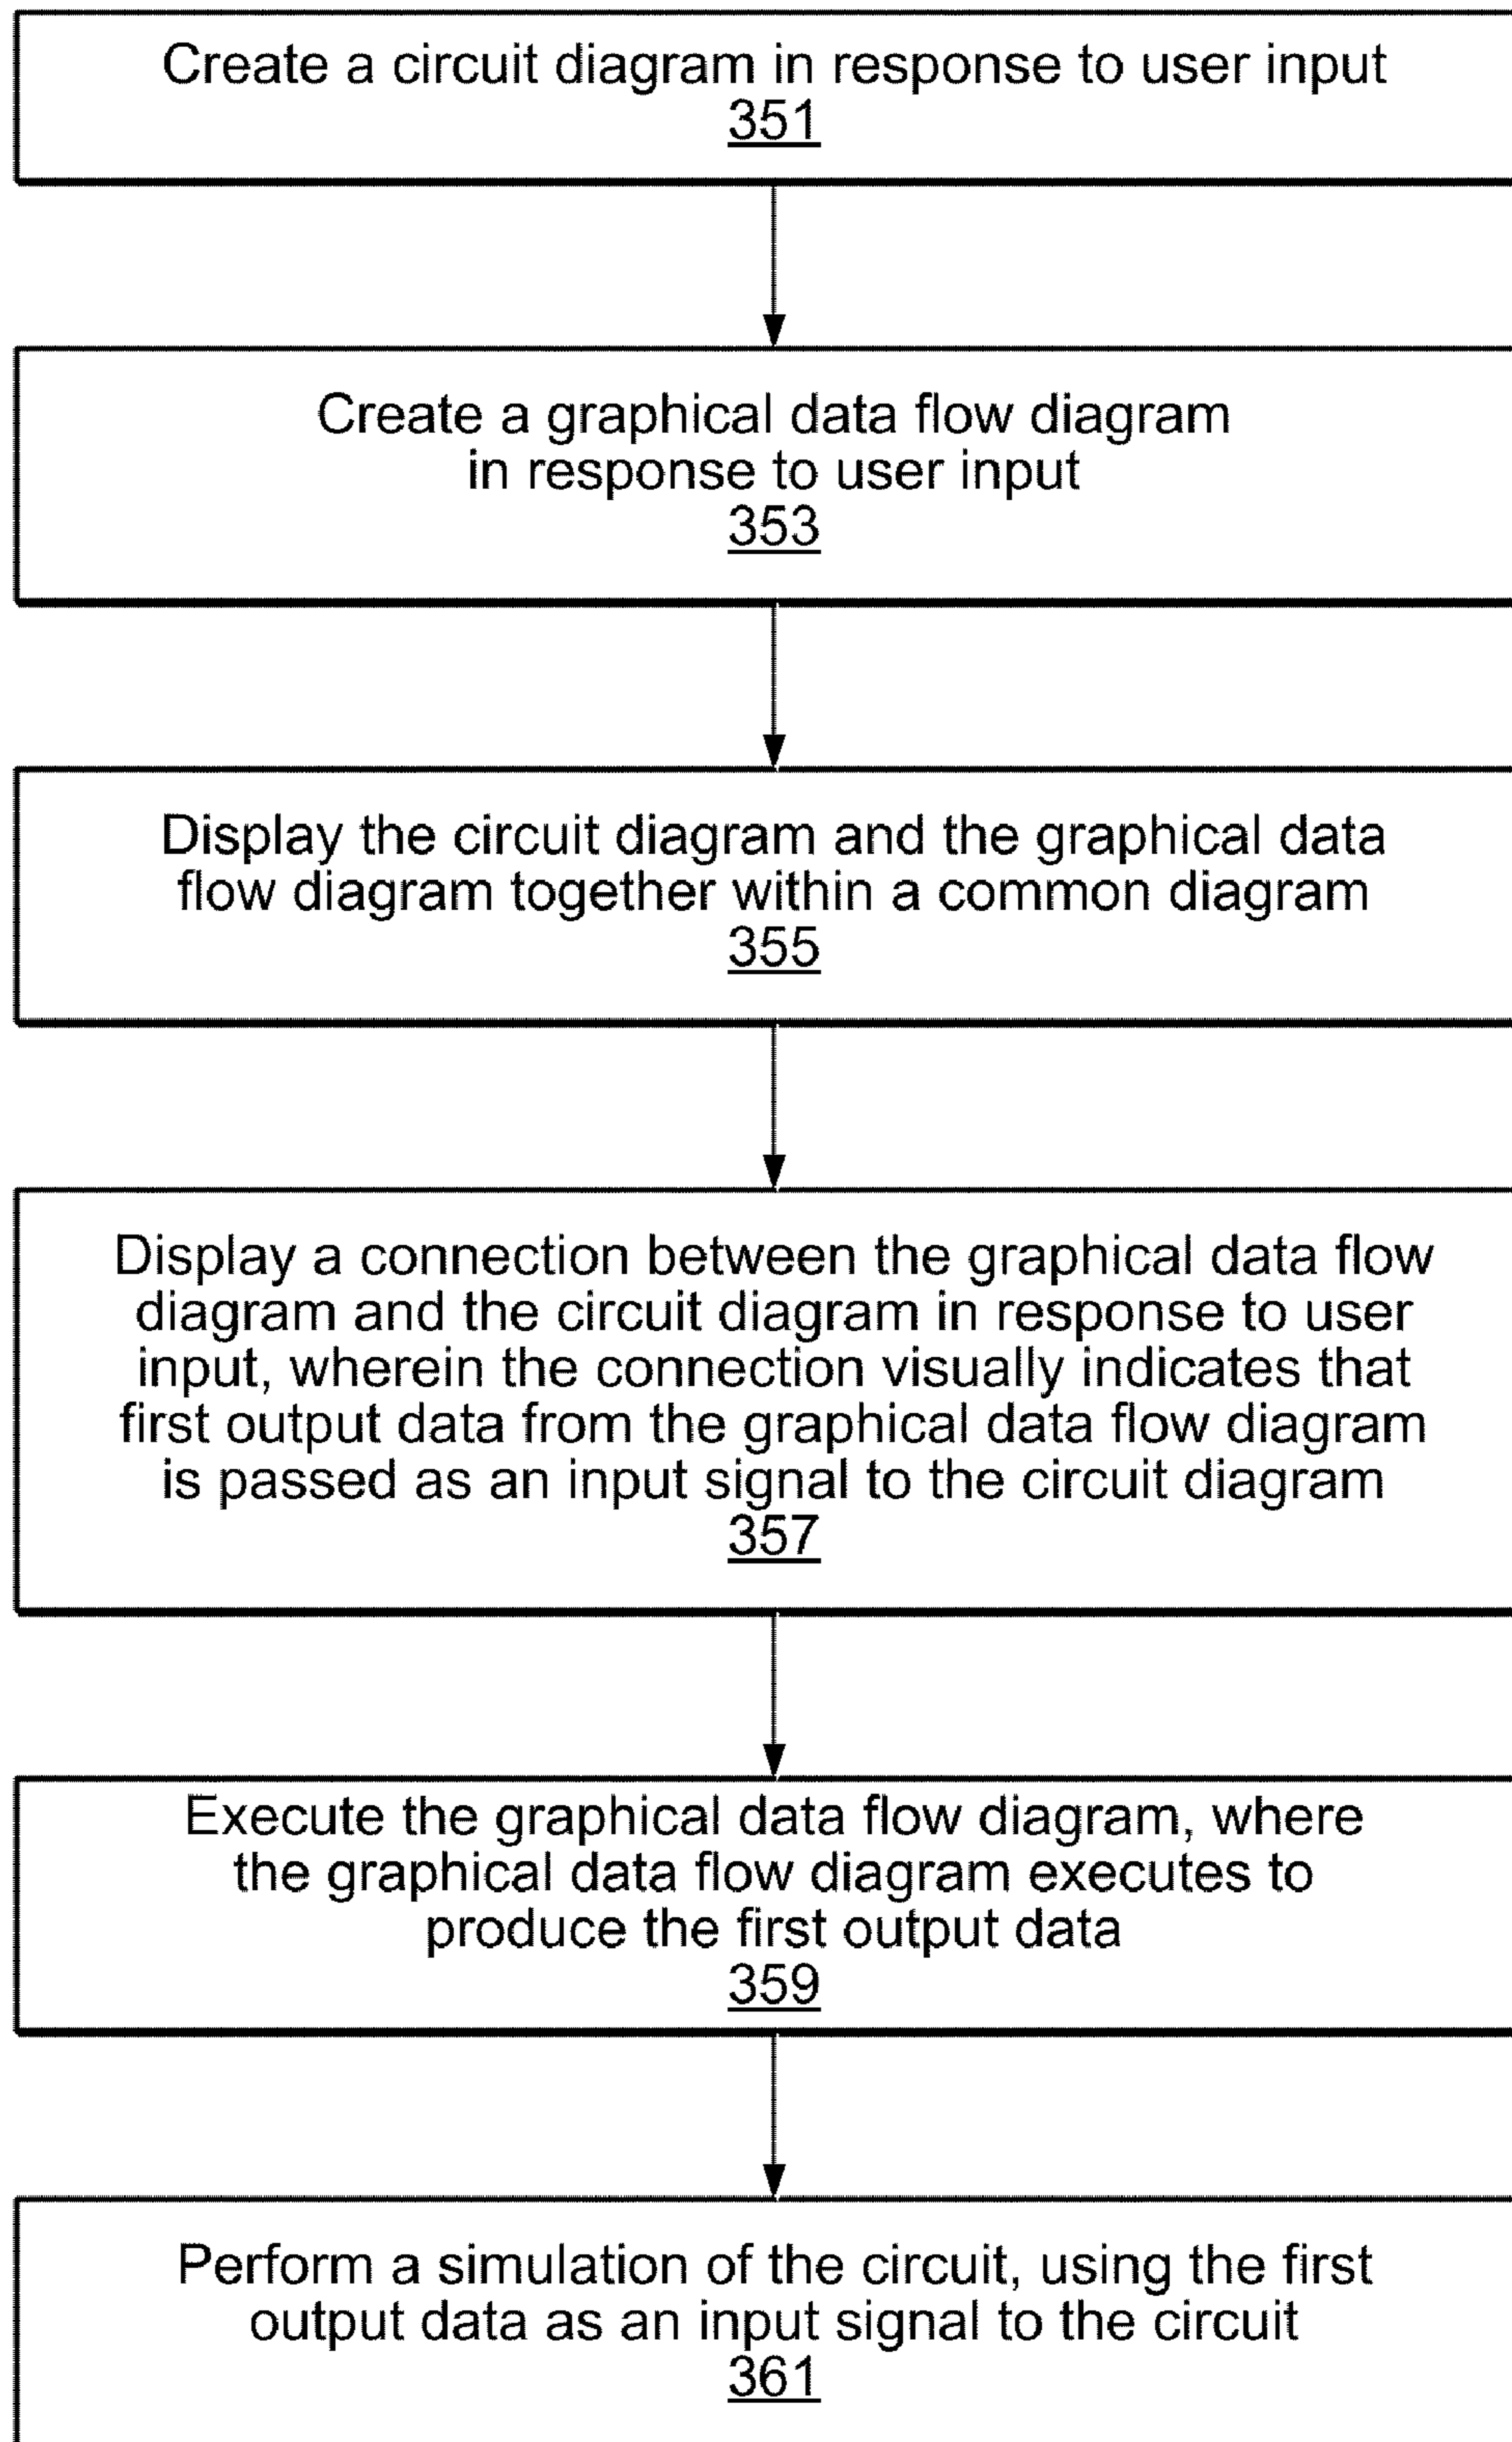 Create a circuit diagram in response to user input
351
Create a graphical data flow diagram
in response to user input
353
Display the circuit diagram and the graphical data
flow diagram together within a common diagram
355
Display a connection between the graphical data flow
diagram and the circuit diagram in response to user
input, wherein the connection visually indicates that
first output data from the graphical data flow diagram
is passed as an input signal to the circuit diagram
357
Execute the graphical data flow diagram, where
the graphical data flow diagram executes to
produce the first output data
359
Perform a simulation of the circuit, using the first
output data as an input signal to the circuit
361